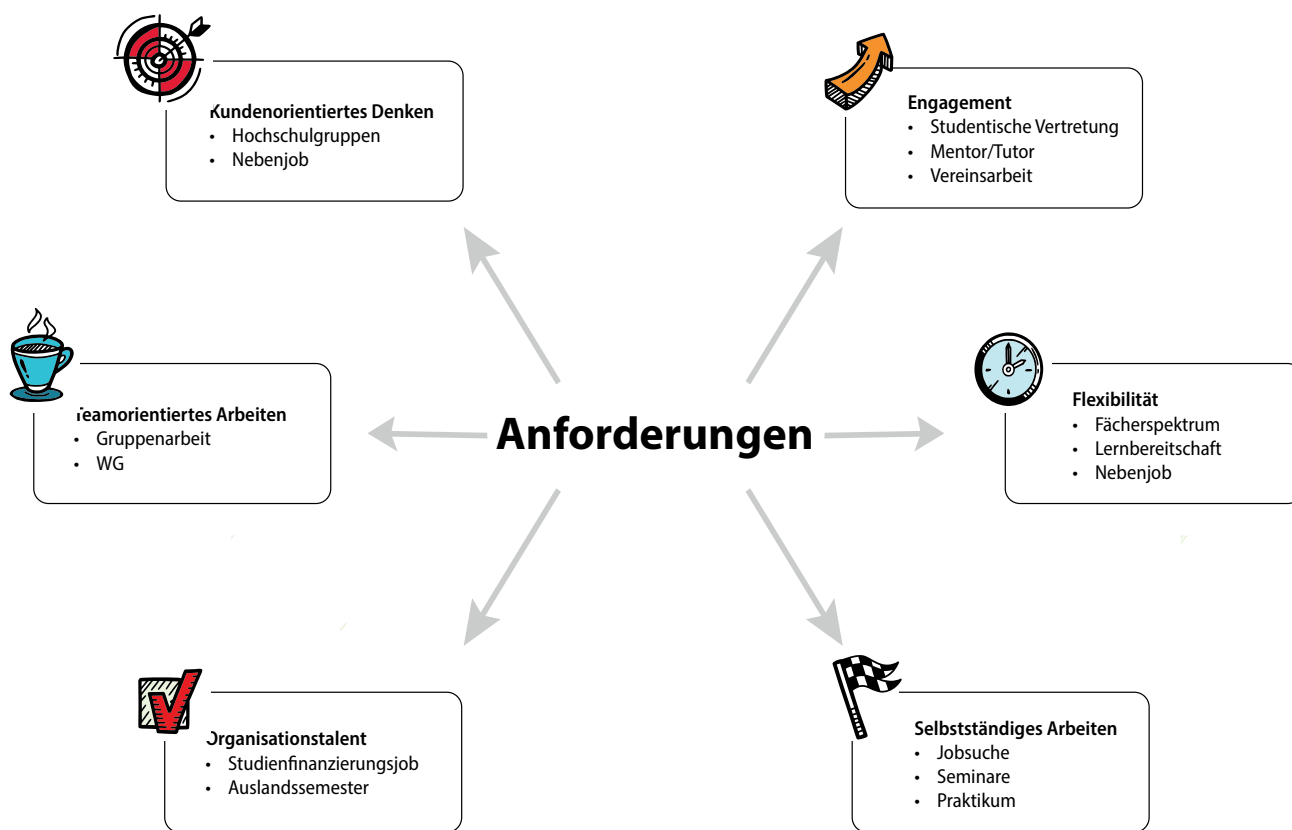 Kundenorientiertes Denken
• Hochschulgruppen
• Nebenjob
Engagement
• Studentische Vertretung
• Mentor/Tutor
• Vereinsarbeit
Teamorientiertes Arbeiten
• Gruppenarbeit
• WG
Anforderungen
Flexibilität
• Fächerspektrum
• Lernbereitschaft
• Nebenjob
Organisationstalent
• Studienfinanzierungsjob
• Auslandssemester
Selbstständiges Arbeiten
• Jobsuche
• Seminare
• Praktikum